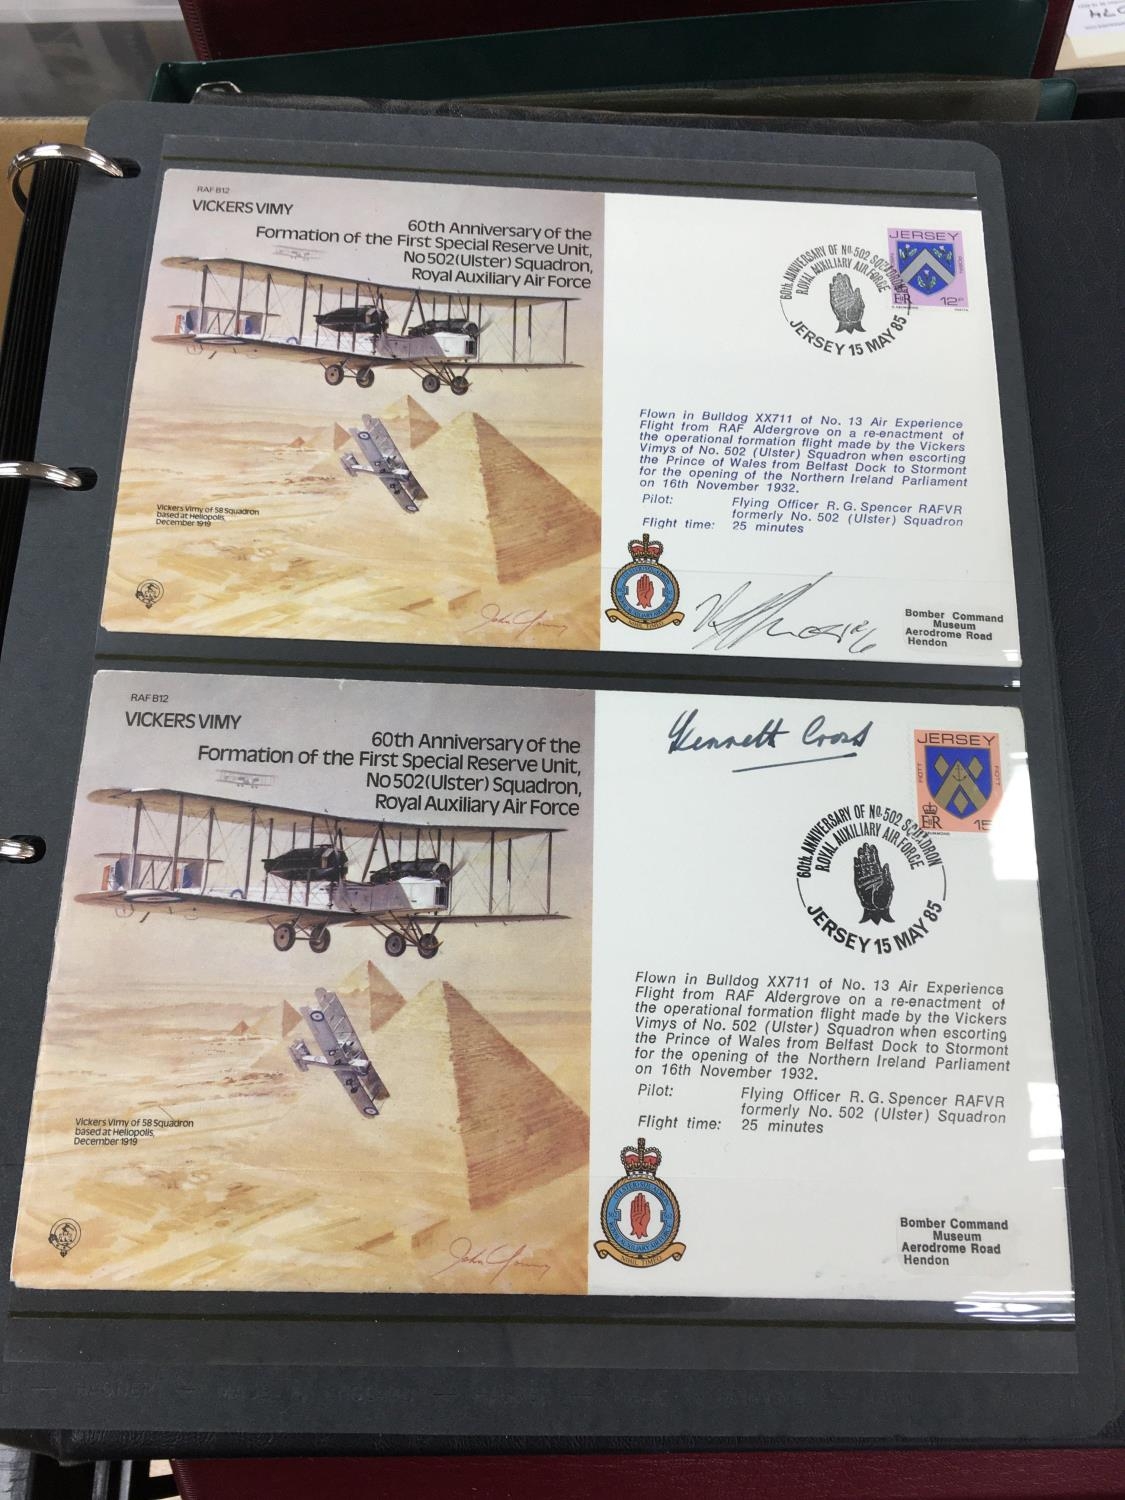 RAF B12
VICKERS VIMY
60th Anniversary of the
Formation of the First Special Reserve Unit,
No 502 (Ulster) Squadron,
Royal Auxiliary Air Force
Vickers Vimy of 58 Squadron
based at Heliopolis,
December 1919
John Young
JERSEY
12P
60th ANNIVERSARY OF No. 502 SQUADRON
ROYAL AUXILIARY AIR FORCE
JERSEY 15 MAY 85
Flown in Bulldog XX711 of No. 13 Air Experience
Flight from RAF Aldergrove on a re-enactment of
the operational formation flight made by the Vickers
Vimys of No. 502 (Ulster) Squadron when escorting
the Prince of Wales from Belfast Dock to Stormont
for the opening of the Northern Ireland Parliament
on 16th November 1932.
Pilot: Flying Officer R. G. Spencer RAFVR
formerly No. 502 (Ulster) Squadron
Flight time: 25 minutes
NIHIL TIMEO
Bomber Command
Museum
Aerodrome Road
Hendon
RAF B12
VICKERS VIMY
60th Anniversary of the
Formation of the First Special Reserve Unit,
No 502 (Ulster) Squadron,
Royal Auxiliary Air Force
Vickers Vimy of 58 Squadron
based at Heliopolis,
December 1919
John Young
Kenneth Cross
JERSEY
RIOTT
RIOTT
E R
15
60th ANNIVERSARY OF No. 502 SQUADRON
ROYAL AUXILIARY AIR FORCE
JERSEY 15 MAY 85
Flown in Bulldog XX711 of No. 13 Air Experience
Flight from RAF Aldergrove on a re-enactment of
the operational formation flight made by the Vickers
Vimys of No. 502 (Ulster) Squadron when escorting
the Prince of Wales from Belfast Dock to Stormont
for the opening of the Northern Ireland Parliament
on 16th November 1932.
Pilot: Flying Officer R. G. Spencer RAFVR
formerly No. 502 (Ulster) Squadron
Flight time: 25 minutes
NIHIL TIMEO
Bomber Command
Museum
Aerodrome Road
Hendon